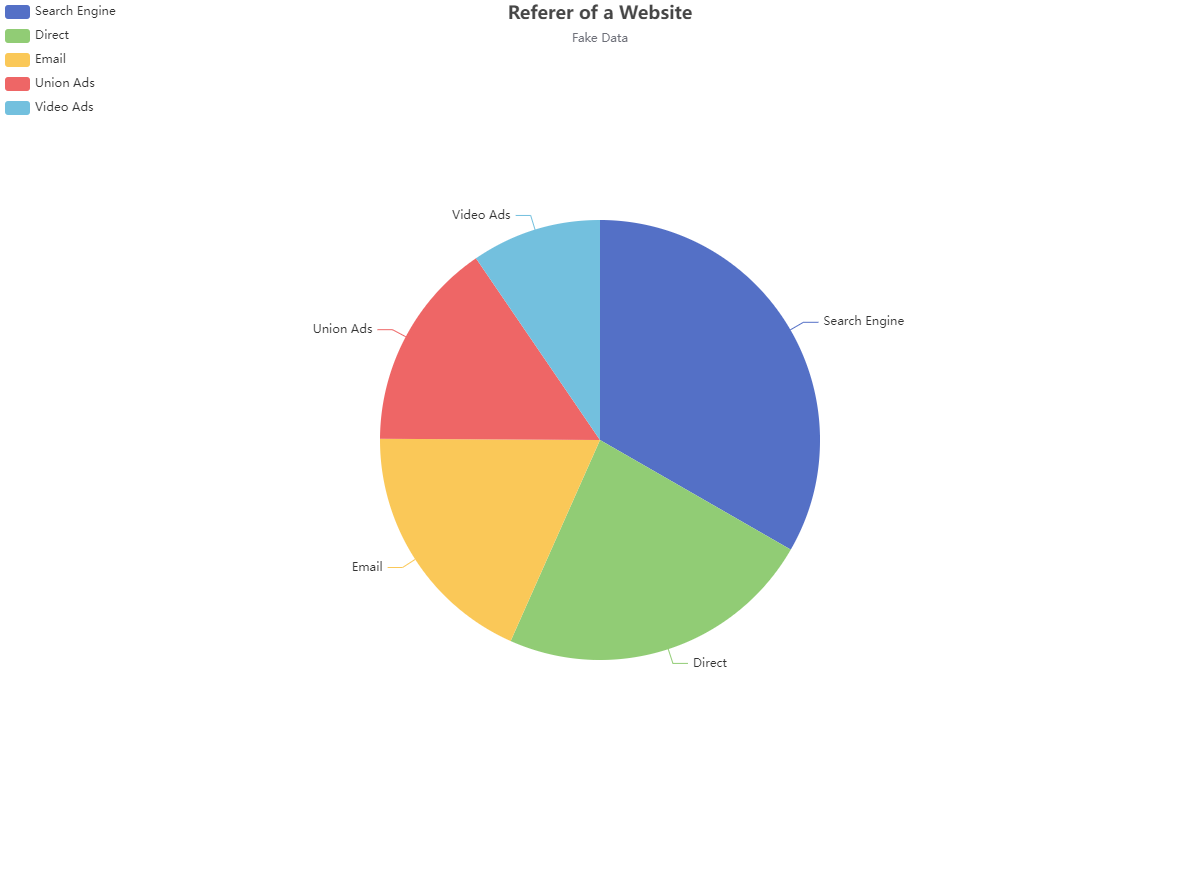 Search Engine
Direct
Email
Union Ads
Video Ads
Referer of a Website
Fake Data
Video Ads
Search Engine
Union Ads
Email
Direct